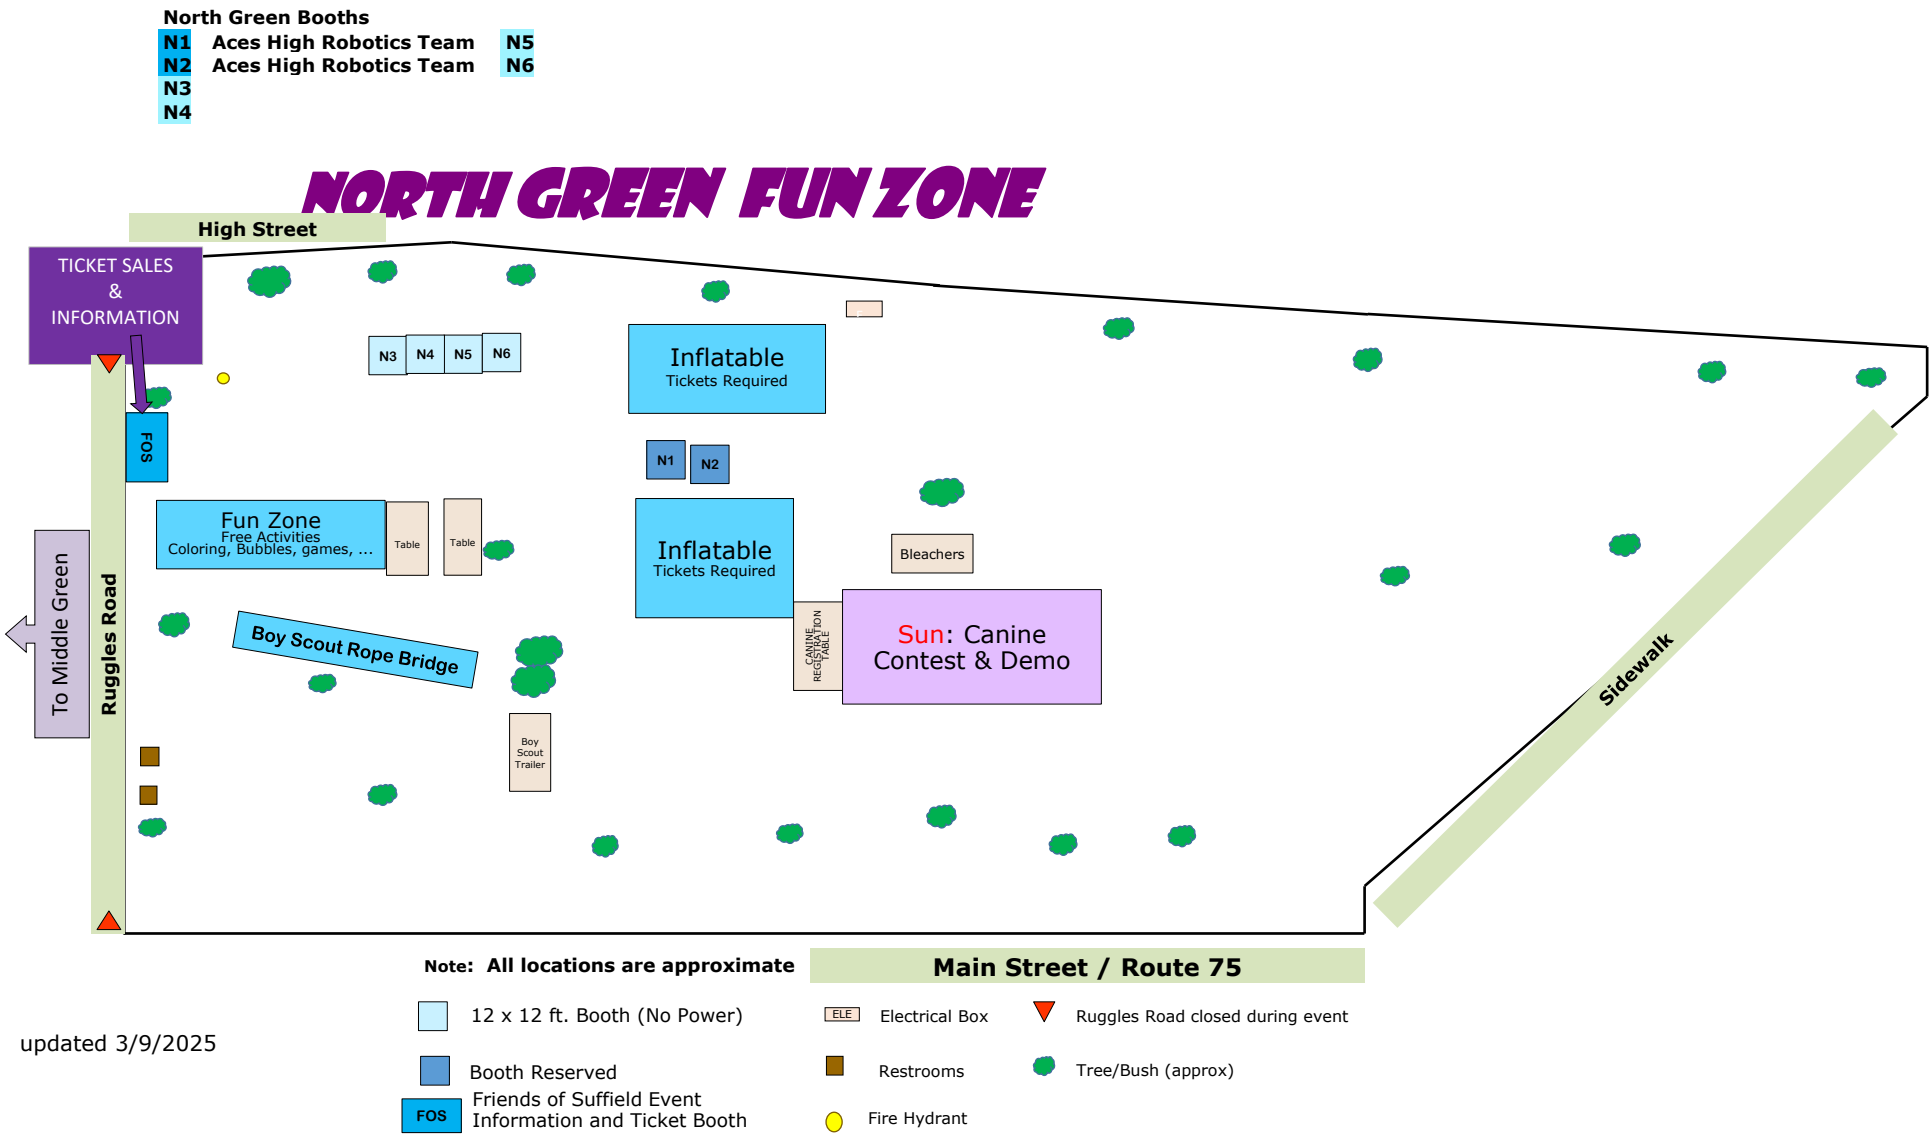 North Green Booths
N1 Aces High Robotics Team N5
N2 Aces High Robotics Team N6
N3
N4
NORTH GREEN FUN ZONE
High Street
TICKET SALES
&
INFORMATION
N3 N4 N5 N6
Inflatable
Tickets Required
FOS
N1 N2
Fun Zone
Free Activities
Coloring, Bubbles, games, ...
Table
Table
Inflatable
Tickets Required
Bleachers
To Middle Green
Ruggles Road
Boy Scout Rope Bridge
CANINE
REGISTRATION
TABLE
Sun: Canine
Contest & Demo
Sidewalk
Boy
Scout
Trailer
Note: All locations are approximate
Main Street / Route 75
12 x 12 ft. Booth (No Power)
ELE Electrical Box
Ruggles Road closed during event
updated 3/9/2025
Booth Reserved
Restrooms
Tree/Bush (approx)
FOS Friends of Suffield Event
Information and Ticket Booth
Fire Hydrant